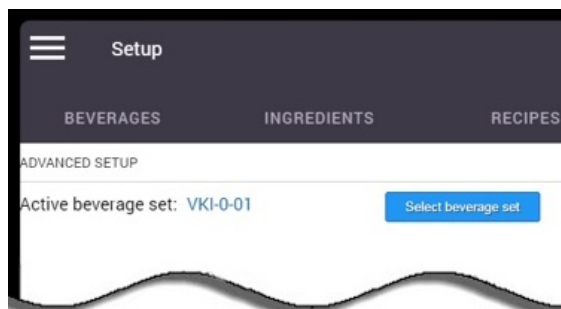 Setup
BEVERAGES INGREDIENTS RECIPES
ADVANCED SETUP
Active beverage set: VKI-0-01 Select beverage set